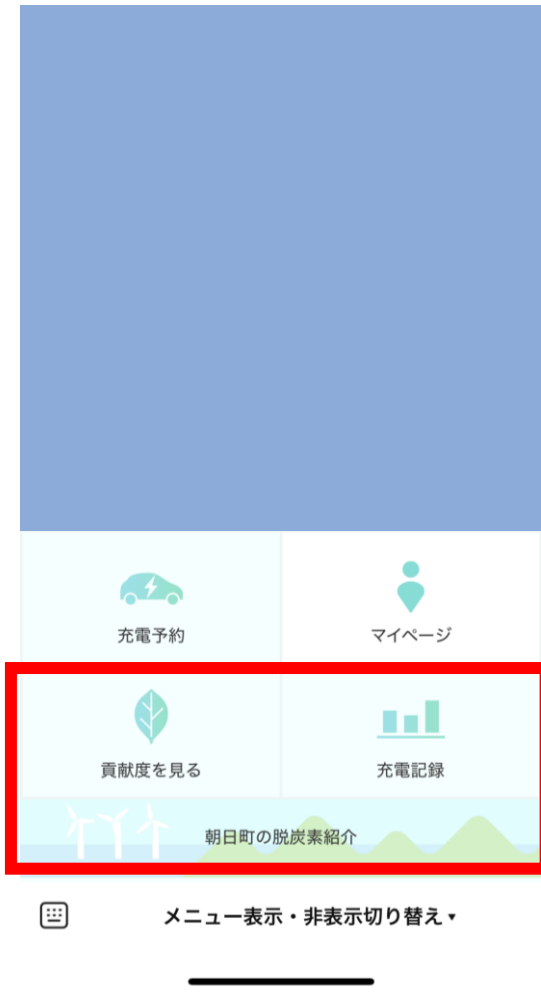 充電予約
マイページ
貢献度を見る
充電記録
朝日町の脱炭素紹介
メニュー表示・非表示切り替え▾